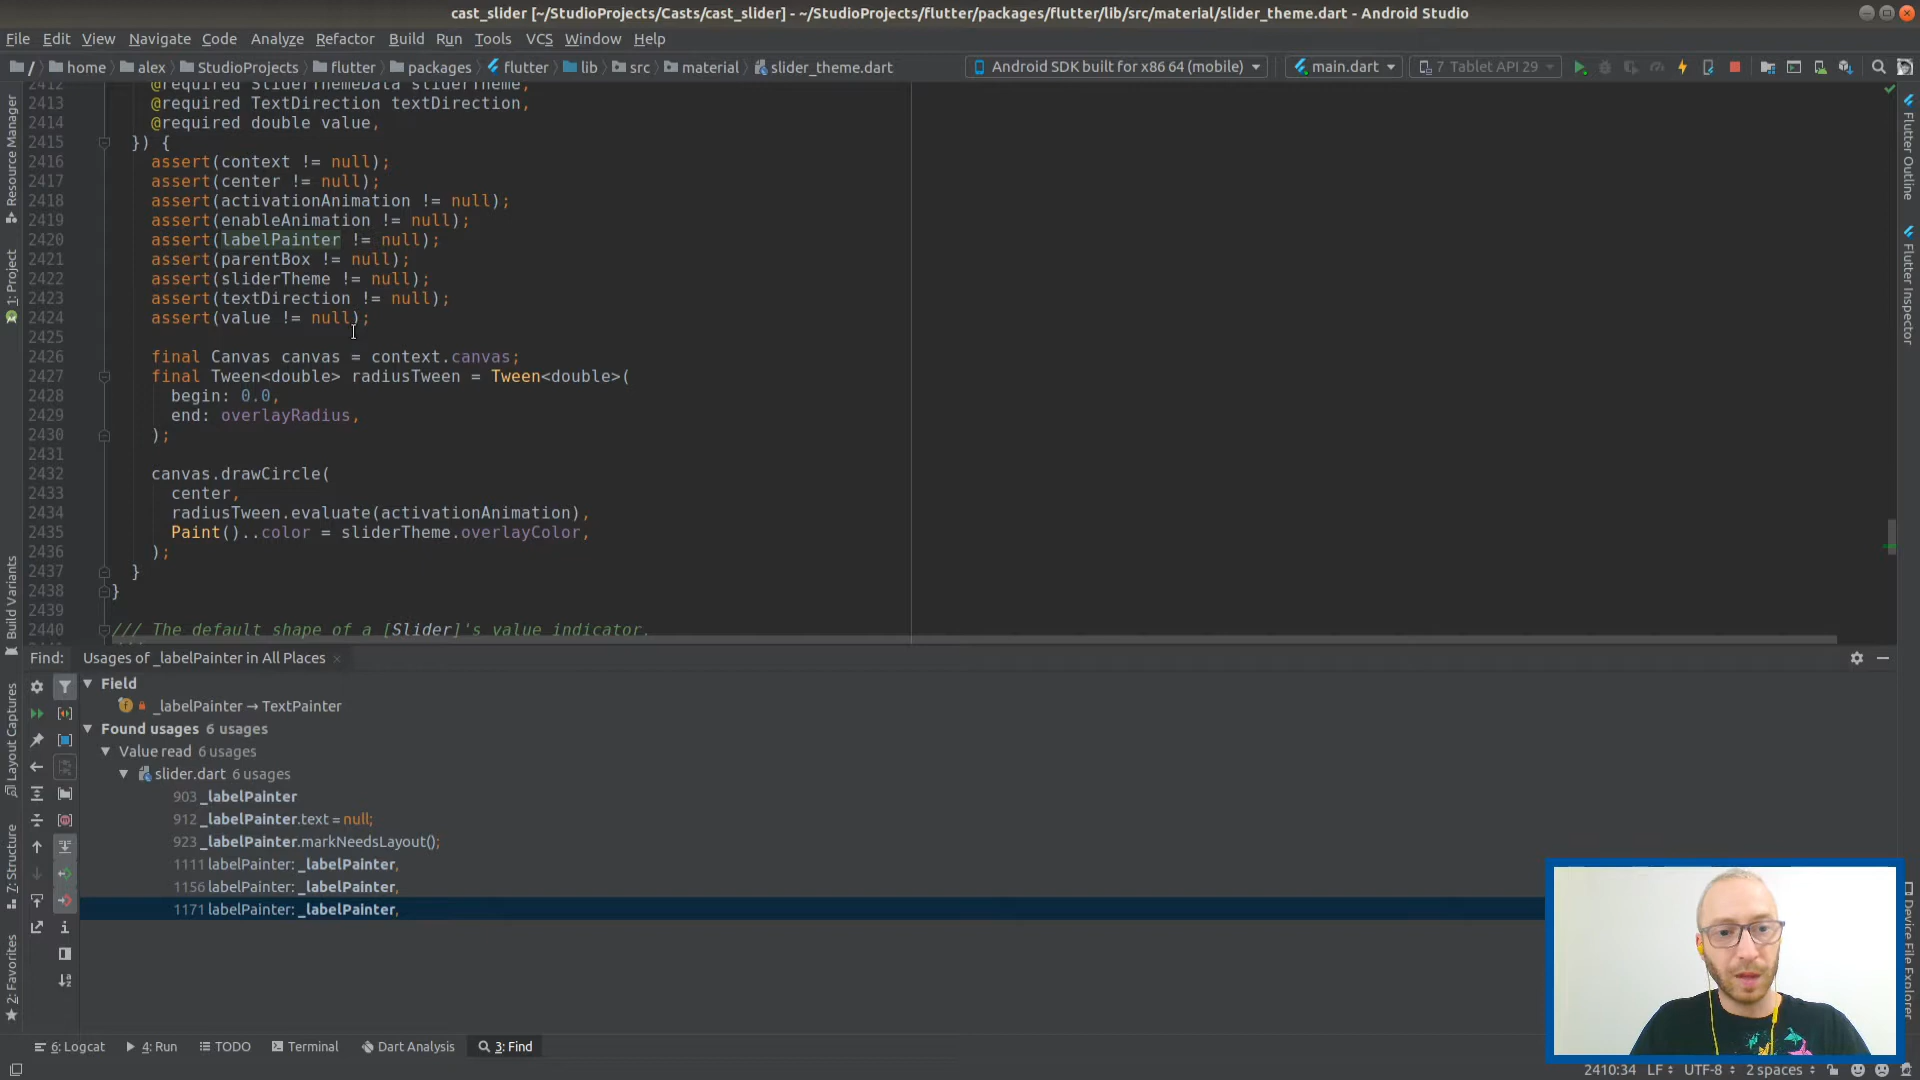 cast_slider [~/StudioProjects/Casts/cast_slider] - ~/StudioProjects/flutter/packages/flutter/lib/src/material/slider_theme.dart - Android Studio
File Edit View Navigate Code Analyze Refactor Build Run Tools VCS Window Help
/ home alex StudioProjects flutter packages flutter lib src material slider_theme.dart Android SDK built for x86 64 (mobile) main.dart 7 Tablet API 29
2412 @required SliderThemeData sliderTheme,
2413 @required TextDirection textDirection,
2414 @required double value,
2415 }) {
2416 assert(context != null);
2417 assert(center != null);
2418 assert(activationAnimation != null);
2419 assert(enableAnimation != null);
2420 assert(labelPainter != null);
2421 assert(parentBox != null);
2422 assert(sliderTheme != null);
2423 assert(textDirection != null);
2424 assert(value != null);
2425
2426 final Canvas canvas = context.canvas;
2427 final Tween<double> radiusTween = Tween<double>(
2428 begin: 0.0,
2429 end: overlayRadius,
2430 );
2431
2432 canvas.drawCircle(
2433 center,
2434 radiusTween.evaluate(activationAnimation),
2435 Paint()..color = sliderTheme.overlayColor,
2436 );
2437 }
2438 }
2439
2440 /// The default shape of a [Slider]'s value indicator.
Resource Manager
1: Project
Build Variants
Layout Captures
7: Structure
2: Favorites
Flutter Outline
Flutter Inspector
Device File Explorer
Find: Usages of _labelPainter in All Places
Field
_labelPainter → TextPainter
Found usages 6 usages
Value read 6 usages
slider.dart 6 usages
903 _labelPainter
912 _labelPainter.text = null;
923 _labelPainter.markNeedsLayout();
1111 labelPainter: _labelPainter,
1156 labelPainter: _labelPainter,
1171 labelPainter: _labelPainter,
6: Logcat 4: Run TODO Terminal Dart Analysis 3: Find
2410:34 LF UTF-8 2 spaces